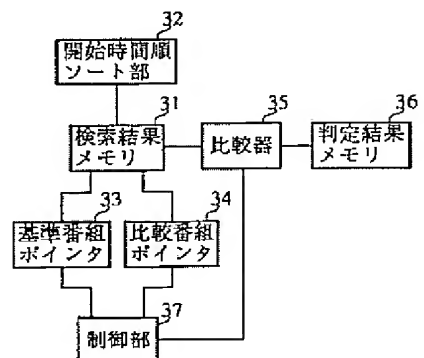 32
開始時間順
ソート部
31
検索結果
メモリ
35
比較器
36
判定結果
メモリ
33
基準番組
ポインタ
34
比較番組
ポインタ
37
制御部